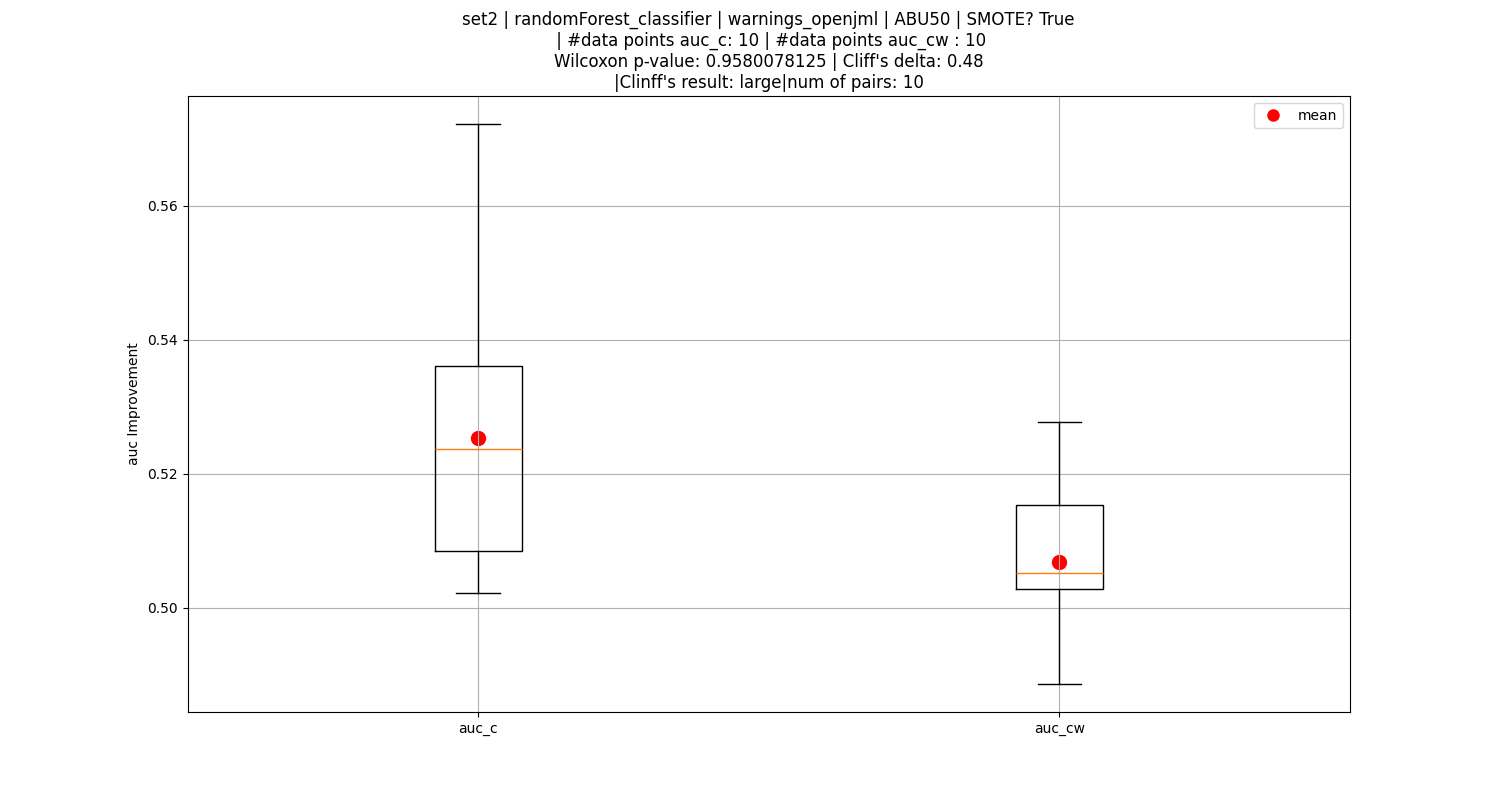 set2 | randomForest_classifier | warnings_openjml | ABU50 | SMOTE? True
| #data points auc_c: 10 | #data points auc_cw : 10
Wilcoxon p-value: 0.9580078125 | Cliff's delta: 0.48
|Clinff's result: large|num of pairs: 10
mean
0.56
0.54
0.52
0.50
auc Improvement
auc_c
auc_cw